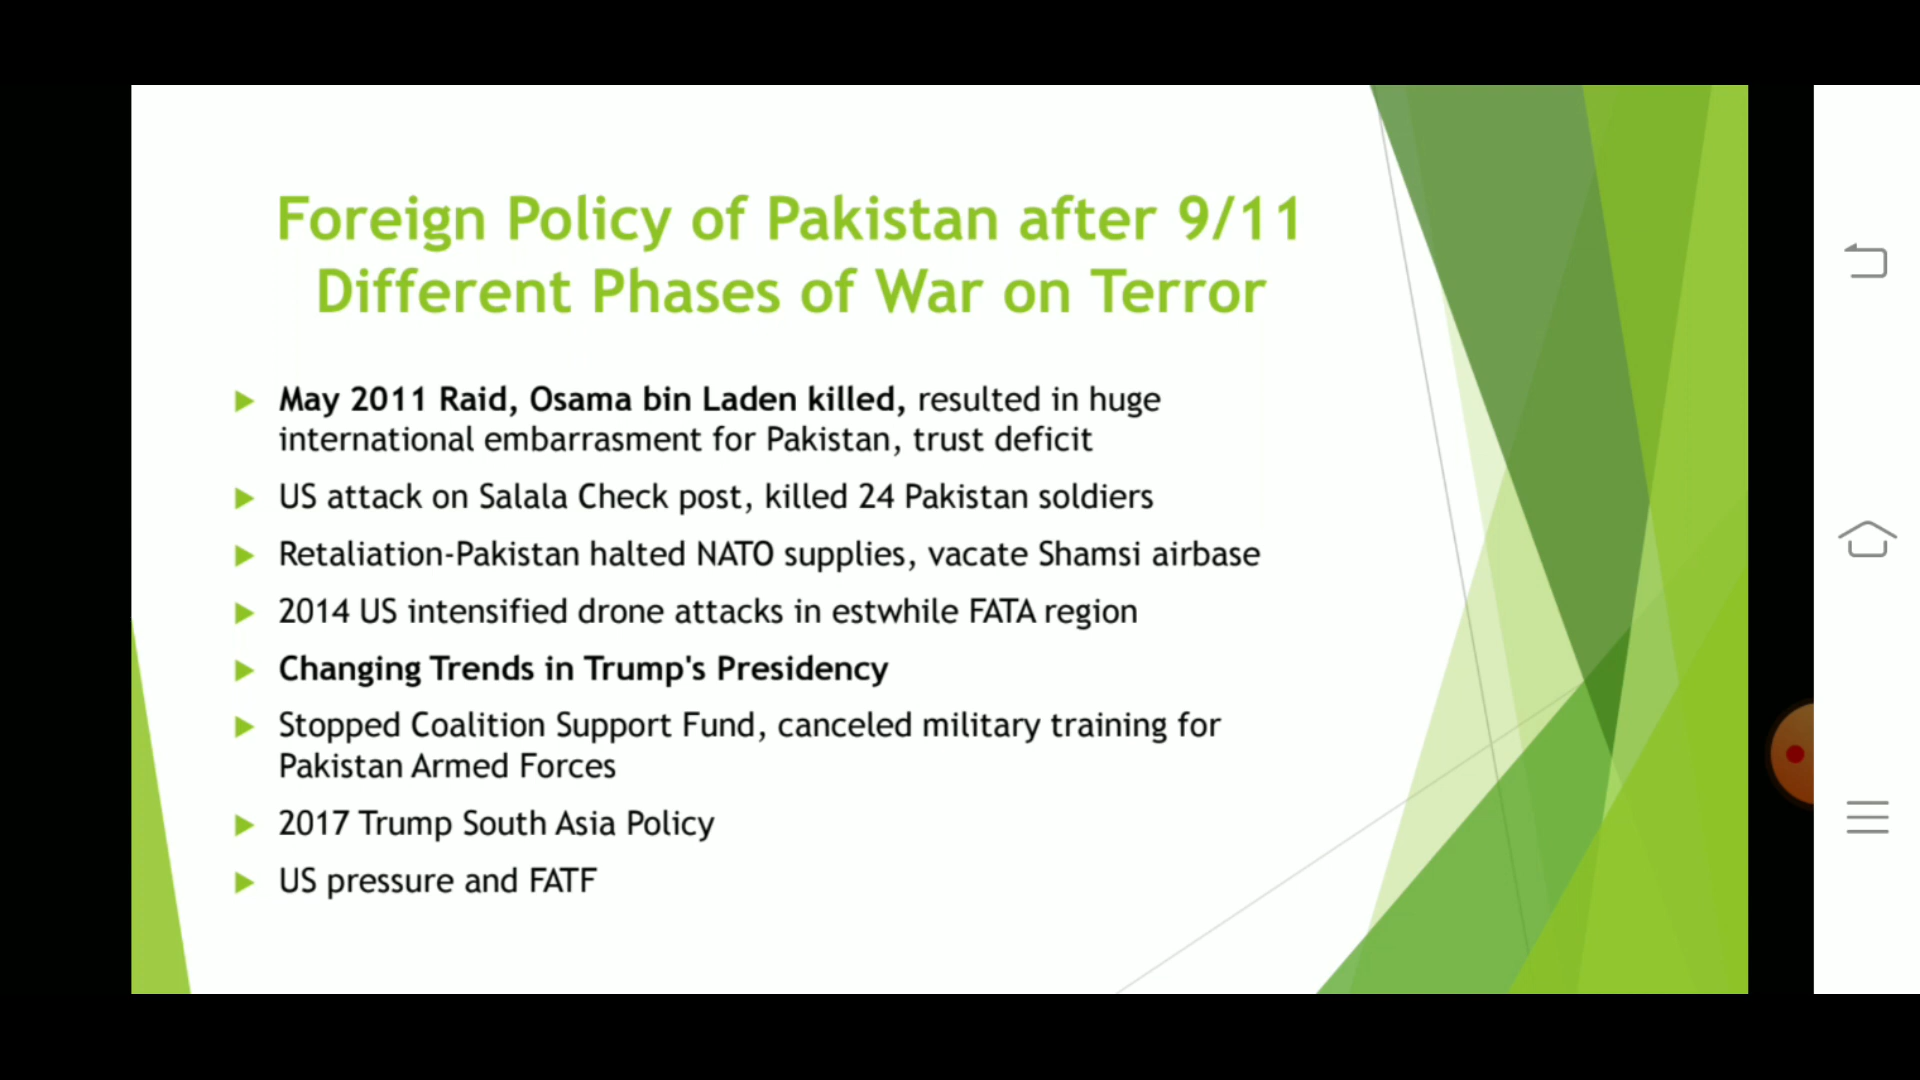 Foreign Policy of Pakistan after 9/11
Different Phases of War on Terror
May 2011 Raid, Osama bin Laden killed, resulted in huge
international embarrasment for Pakistan, trust deficit
US attack on Salala Check post, killed 24 Pakistan soldiers
Retaliation-Pakistan halted NATO supplies, vacate Shamsi airbase
2014 US intensified drone attacks in estwhile FATA region
Changing Trends in Trump's Presidency
Stopped Coalition Support Fund, canceled military training for
Pakistan Armed Forces
2017 Trump South Asia Policy
US pressure and FATF